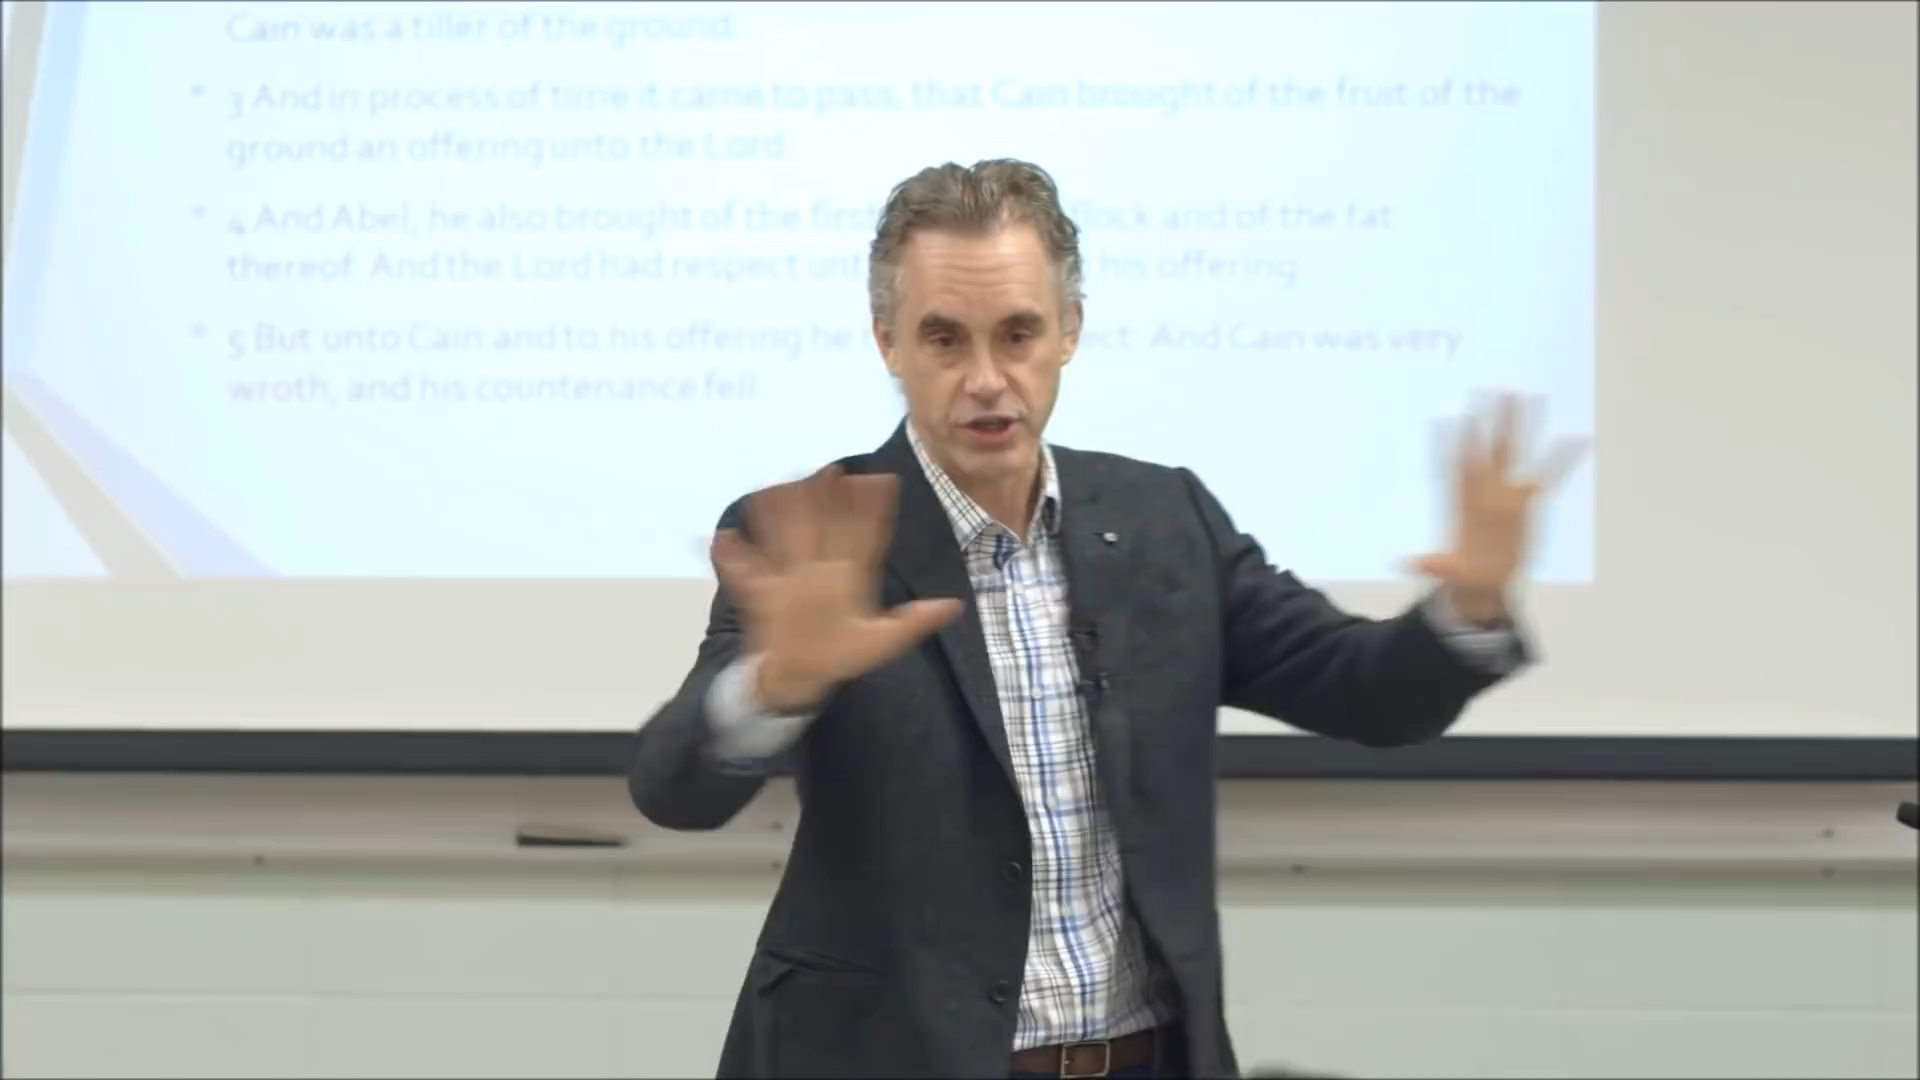 Cain was a tiller of the ground.
* 3 And in process of time it came to pass, that Cain brought of the fruit of the
ground an offering unto the Lord.
* 4 And Abel, he also brought of the first flock and of the fat
thereof. And the Lord had respect his offering
* 5 But unto Cain and to his offering he And Cain was very
wroth, and his countenance fell.